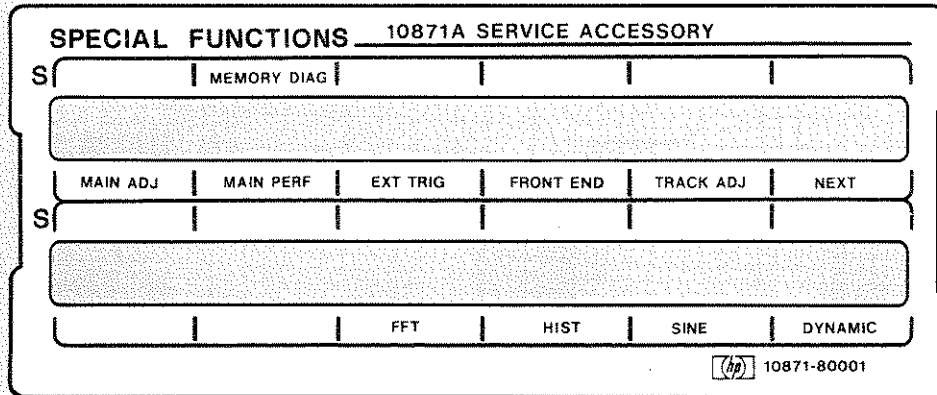 SPECIAL FUNCTIONS 10871A SERVICE ACCESSORY
S MEMORY DIAG
MAIN ADJ MAIN PERF EXT TRIG FRONT END TRACK ADJ NEXT
S
FFT HIST SINE DYNAMIC
hp 10871-80001